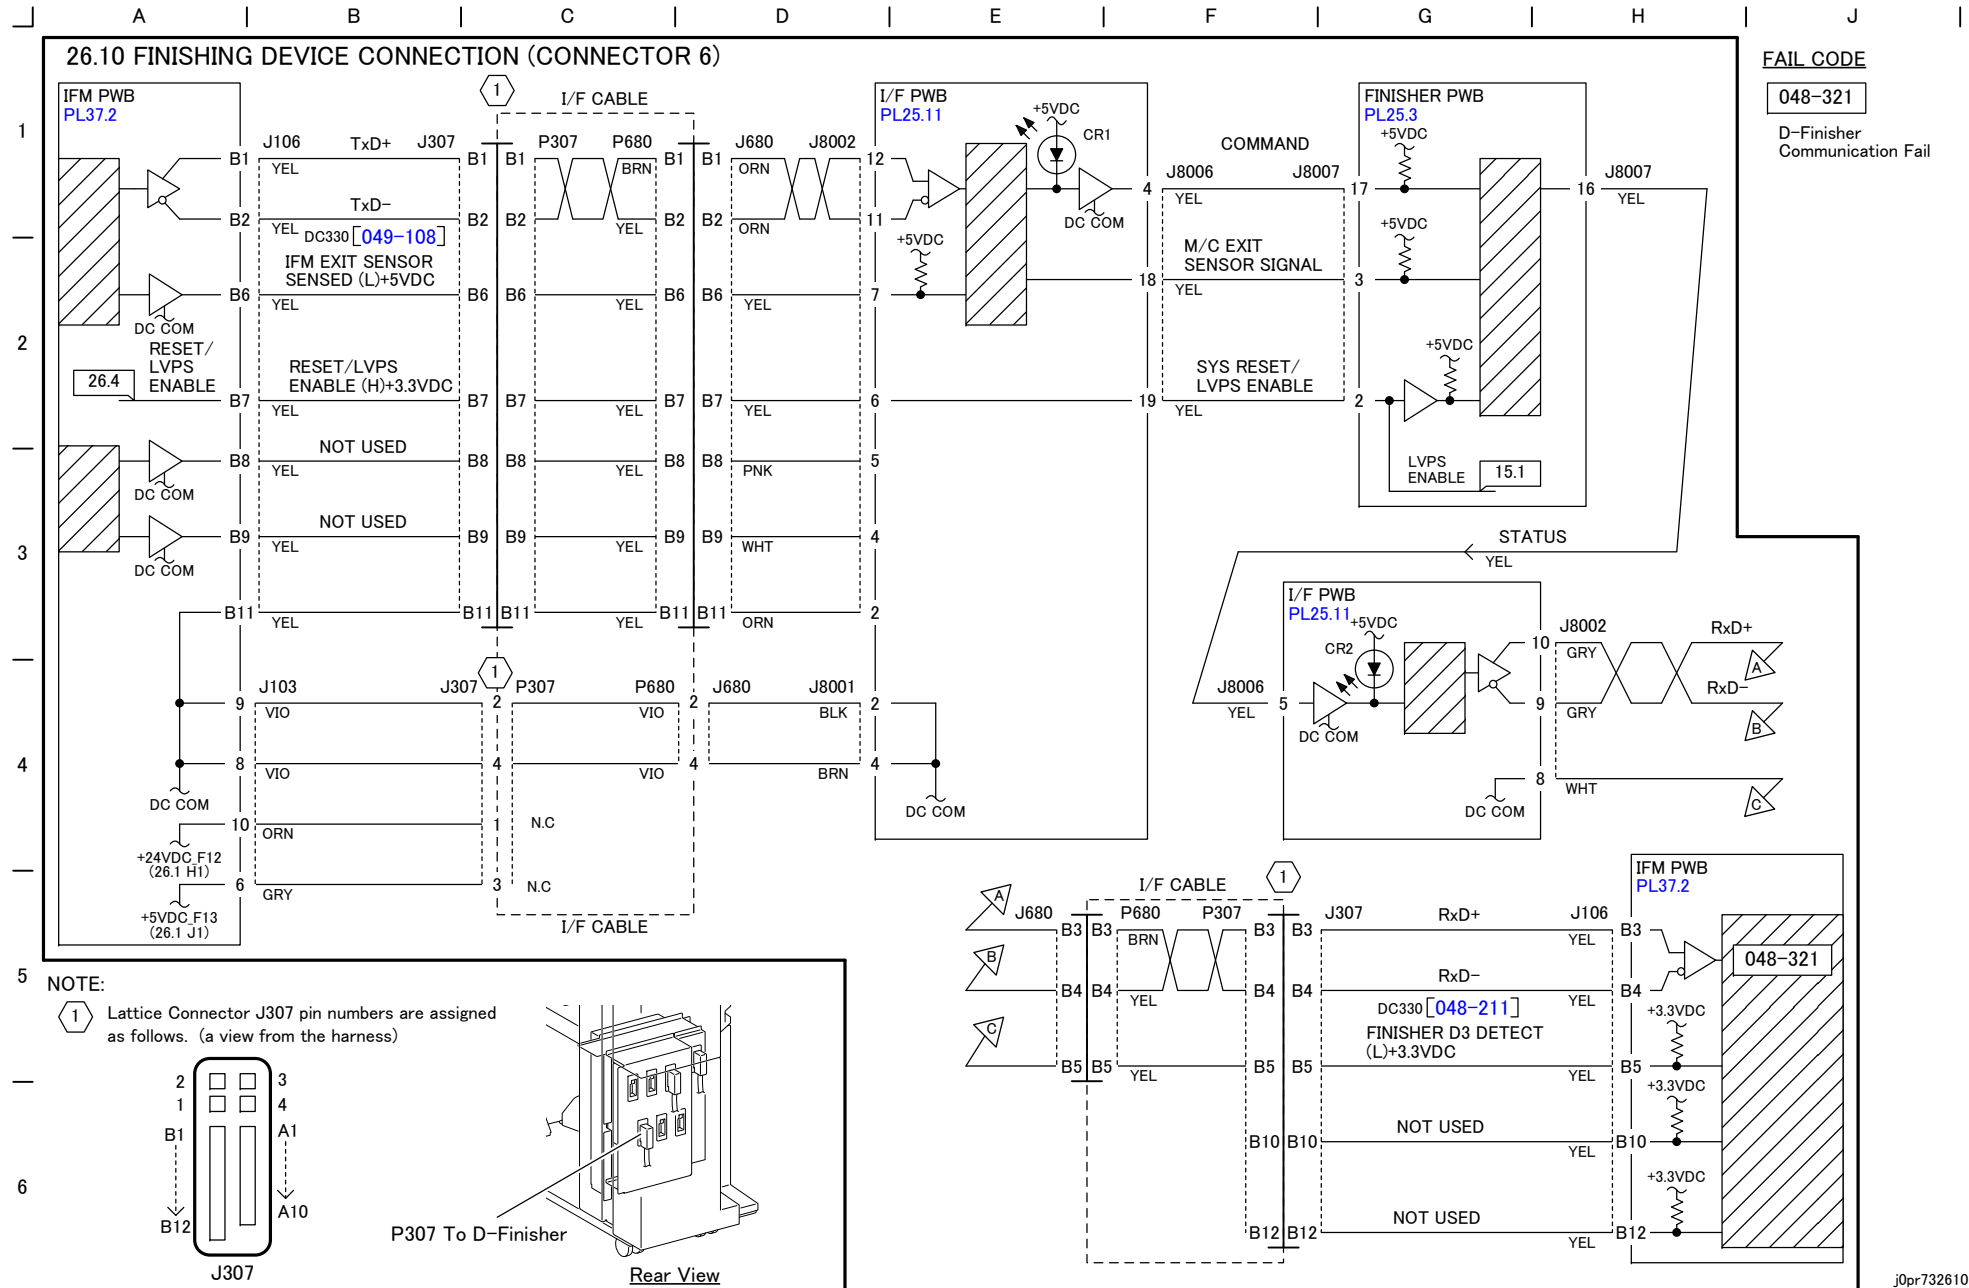 A B C D E F G H J
26.10 FINISHING DEVICE CONNECTION (CONNECTOR 6)
FAIL CODE
048-321
D-Finisher
Communication Fail
1
2
3
4
5
6
IFM PWB
PL37.2
1
I/F CABLE
I/F PWB
PL25.11
+5VDC
CR1
FINISHER PWB
PL25.3
+5VDC
COMMAND
J106 TxD+ J307 P307 P680 J680 J8002
B1 YEL B1 B1 BRN B1 B1 ORN 12
4 J8006 YEL J8007 17
16 J8007 YEL
DC COM
TxD-
B2 YEL B2 B2 YEL B2 B2 ORN 11
DC330 [049-108]
IFM EXIT SENSOR
SENSED (L)+5VDC
+5VDC
M/C EXIT
SENSOR SIGNAL
+5VDC
B6 YEL B6 B6 YEL B6 B6 YEL 7
18 YEL 3
DC COM
RESET/
LVPS
ENABLE
26.4
RESET/LVPS
ENABLE (H)+3.3VDC
SYS RESET/
LVPS ENABLE
+5VDC
B7 YEL B7 B7 YEL B7 B7 YEL 6
19 YEL 2
NOT USED
B8 YEL B8 B8 YEL B8 B8 PNK 5
DC COM
LVPS
ENABLE
15.1
NOT USED
B9 YEL B9 B9 YEL B9 B9 WHT 4
DC COM
STATUS
YEL
B11 YEL B11 B11 YEL B11 B11 ORN 2
I/F PWB
PL25.11
+5VDC
CR2
10 J8002 GRY RxD+
A
J8006
YEL 5
DC COM
9 GRY RxD-
B
8 WHT
C
DC COM
1
J103 J307 P307 P680 J680 J8001
9 VIO 2 VIO 2 BLK 2
8 VIO 4 VIO 4 BRN 4
DC COM
DC COM
10 ORN 1 N.C
+24VDC_F12
(26.1 H1)
6 GRY 3 N.C
+5VDC_F13
(26.1 J1)
I/F CABLE
IFM PWB
PL37.2
I/F CABLE
1
A
J680 P680 P307 J307 RxD+ J106
B3 B3 BRN B3 B3 YEL B3
048-321
B
RxD-
B4 B4 YEL B4 B4 YEL B4
DC330 [048-211]
FINISHER D3 DETECT
(L)+3.3VDC
+3.3VDC
C
B5 B5 YEL B5 B5 YEL B5
+3.3VDC
NOT USED
B10 B10 YEL B10
+3.3VDC
NOT USED
B12 B12 YEL B12
NOTE:
1 Lattice Connector J307 pin numbers are assigned
as follows. (a view from the harness)
2 3
1 4
B1 A1
B12 A10
J307
P307 To D-Finisher
Rear View
j0pr732610